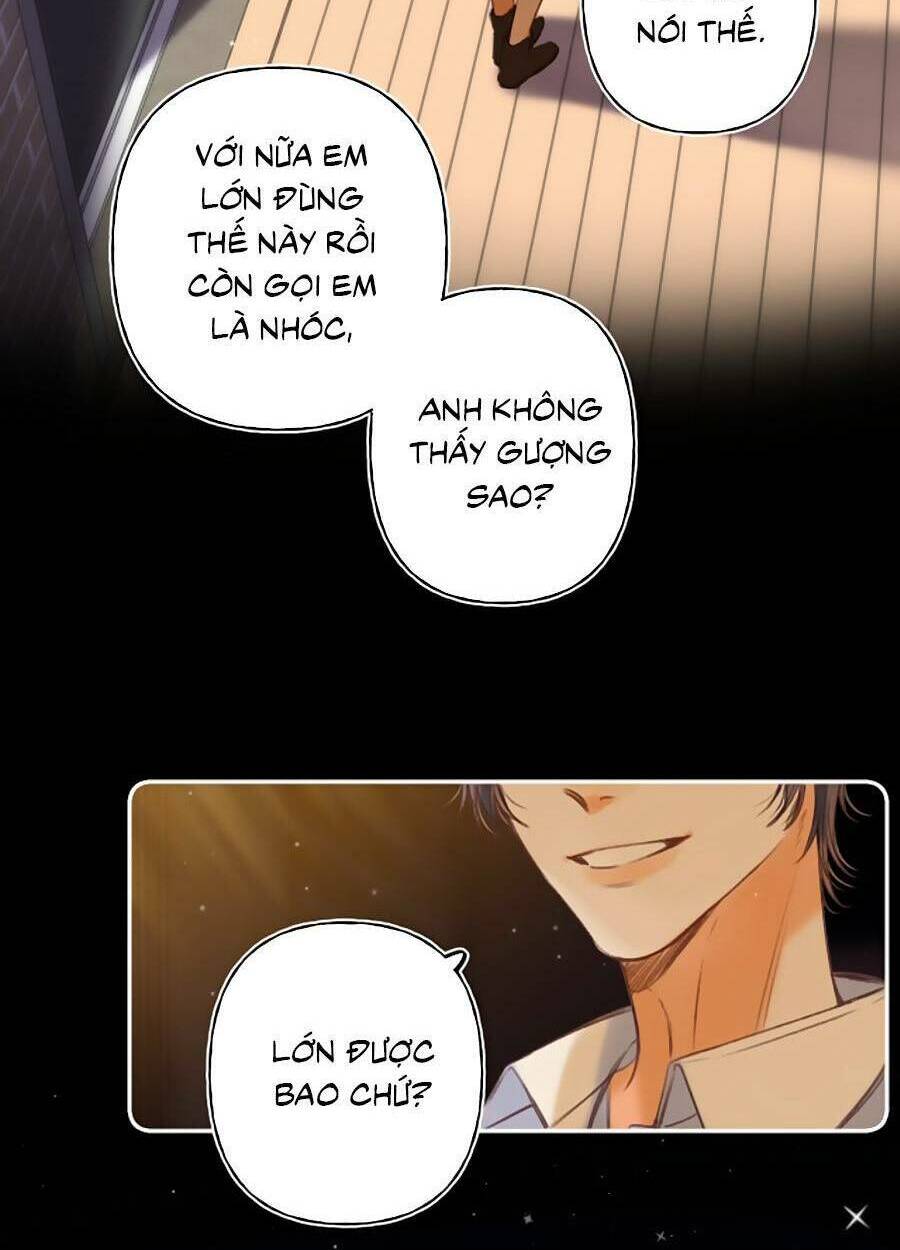 NÓI THẾ.
VỚI NỮA EM
LỚN ĐÙNG
THẾ NÀY RỒI
CÒN GỌI EM
LÀ NHÓC,
ANH KHÔNG
THẤY GƯỢNG
SAO?
LỚN ĐƯỢC
BAO CHỨ?